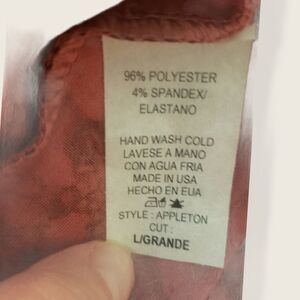 96% POLYESTER
4% SPANDEX/
ELASTANO
HAND WASH COLD
LAVESE A MANO
CON AGUA FRIA
MADE IN USA
HECHO EN EUA
STYLE : APPLETON
CUT :
L/GRANDE